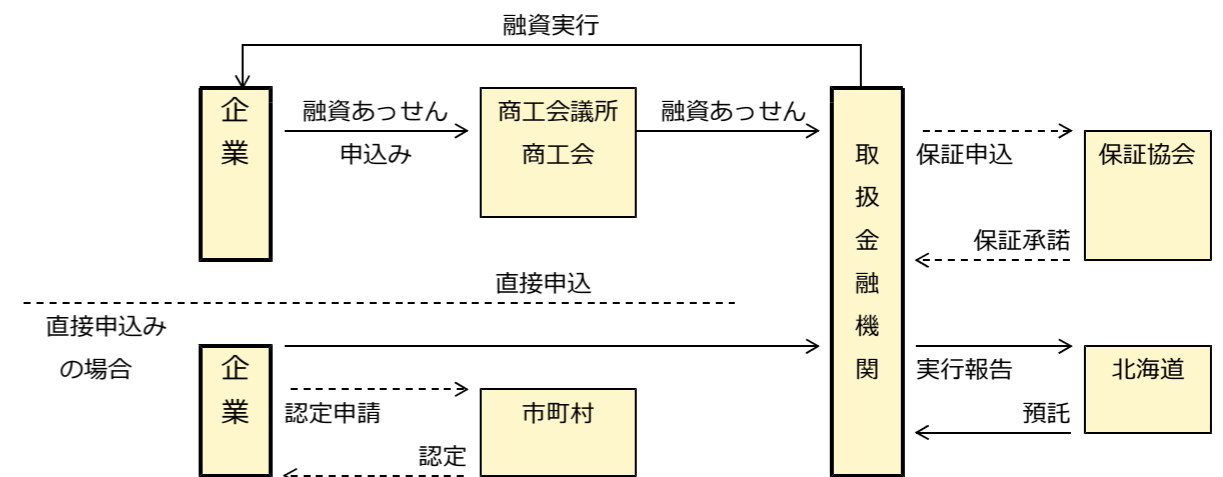 融資実行
企業
融資あっせん
申込み
商工会議所
商工会
融資あっせん
取扱金融機関
保証申込
保証協会
保証承諾
直接申込
直接申込み
の場合
企業
認定申請
市町村
認定
実行報告
北海道
預託